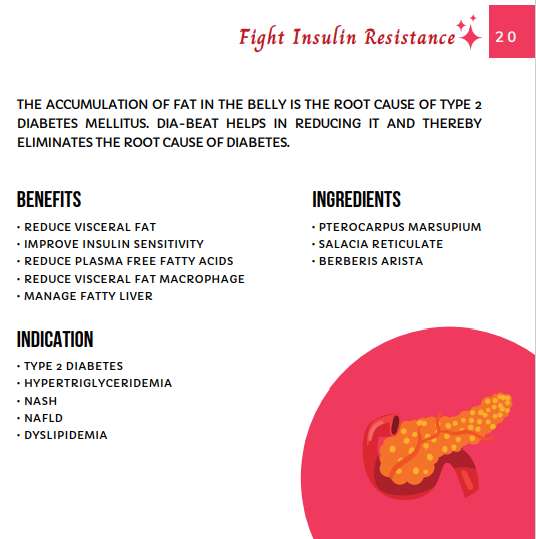 Fight Insulin Resistance
20
THE ACCUMULATION OF FAT IN THE BELLY IS THE ROOT CAUSE OF TYPE 2
DIABETES MELLITUS. DIA-BEAT HELPS IN REDUCING IT AND THEREBY
ELIMINATES THE ROOT CAUSE OF DIABETES.
BENEFITS
• REDUCE VISCERAL FAT
• IMPROVE INSULIN SENSITIVITY
• REDUCE PLASMA FREE FATTY ACIDS
• REDUCE VISCERAL FAT MACROPHAGE
• MANAGE FATTY LIVER
INGREDIENTS
• PTEROCARPUS MARSUPIUM
• SALACIA RETICULATE
• BERBERIS ARISTA
INDICATION
• TYPE 2 DIABETES
• HYPERTRIGLYCERIDEMIA
• NASH
• NAFLD
• DYSLIPIDEMIA